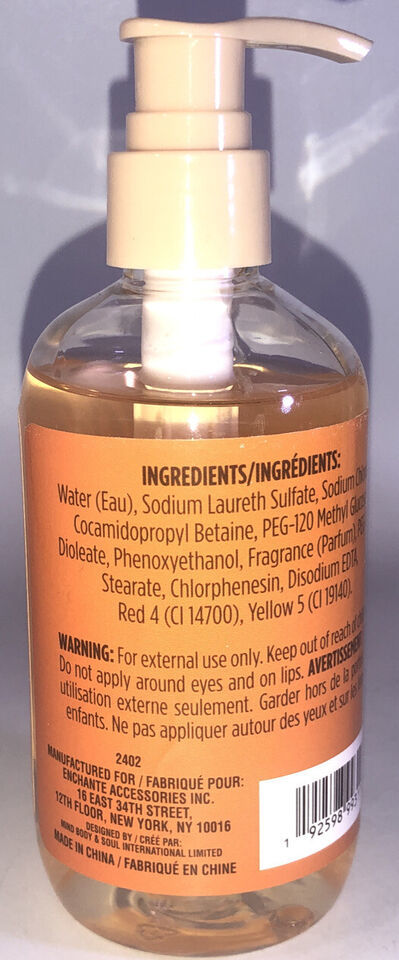 INGREDIENTS/INGRÉDIENTS:
Water (Eau), Sodium Laureth Sulfate, Sodium
Cocamidopropyl Betaine, PEG-120 Methyl
Dioleate, Phenoxyethanol, Fragrance (Parfum),
Stearate, Chlorphenesin, Disodium EDTA,
Red 4 (CI 14700), Yellow 5 (CI 19140).
WARNING: For external use only. Keep out of reach of
Do not apply around eyes and on lips.
utilisation externe seulement. Garder hors de la
enfants. Ne pas appliquer autour des yeux et sur
2402
MANUFACTURED FOR / FABRIQUÉ POUR:
ENCHANTE ACCESSORIES INC.
16 EAST 34TH STREET,
12TH FLOOR, NEW YORK, NY 10016
DESIGNED BY / CRÉÉ PAR:
MIND BODY & SOUL INTERNATIONAL LIMITED
MADE IN CHINA / FABRIQUÉ EN CHINE
1 92598